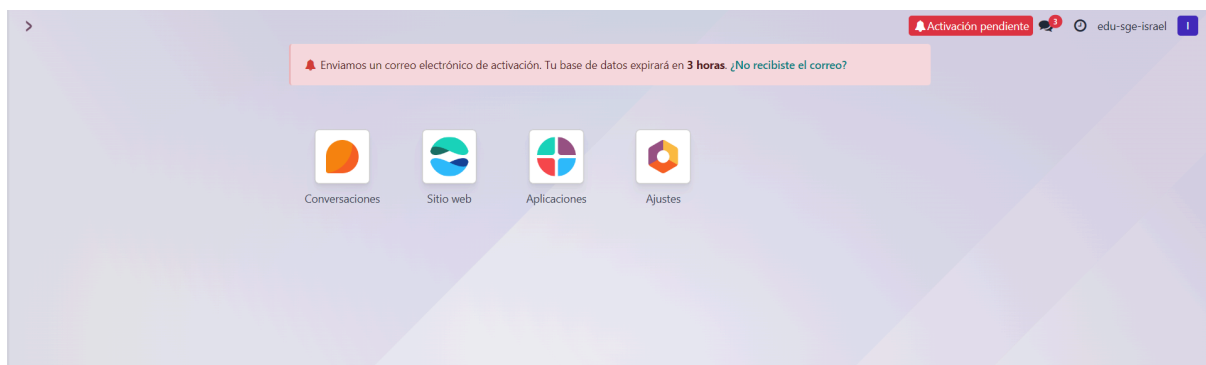 Activación pendiente 3 edu-sge-israel I
Enviamos un correo electrónico de activación. Tu base de datos expirará en 3 horas. ¿No recibiste el correo?
Conversaciones Sitio web Aplicaciones Ajustes